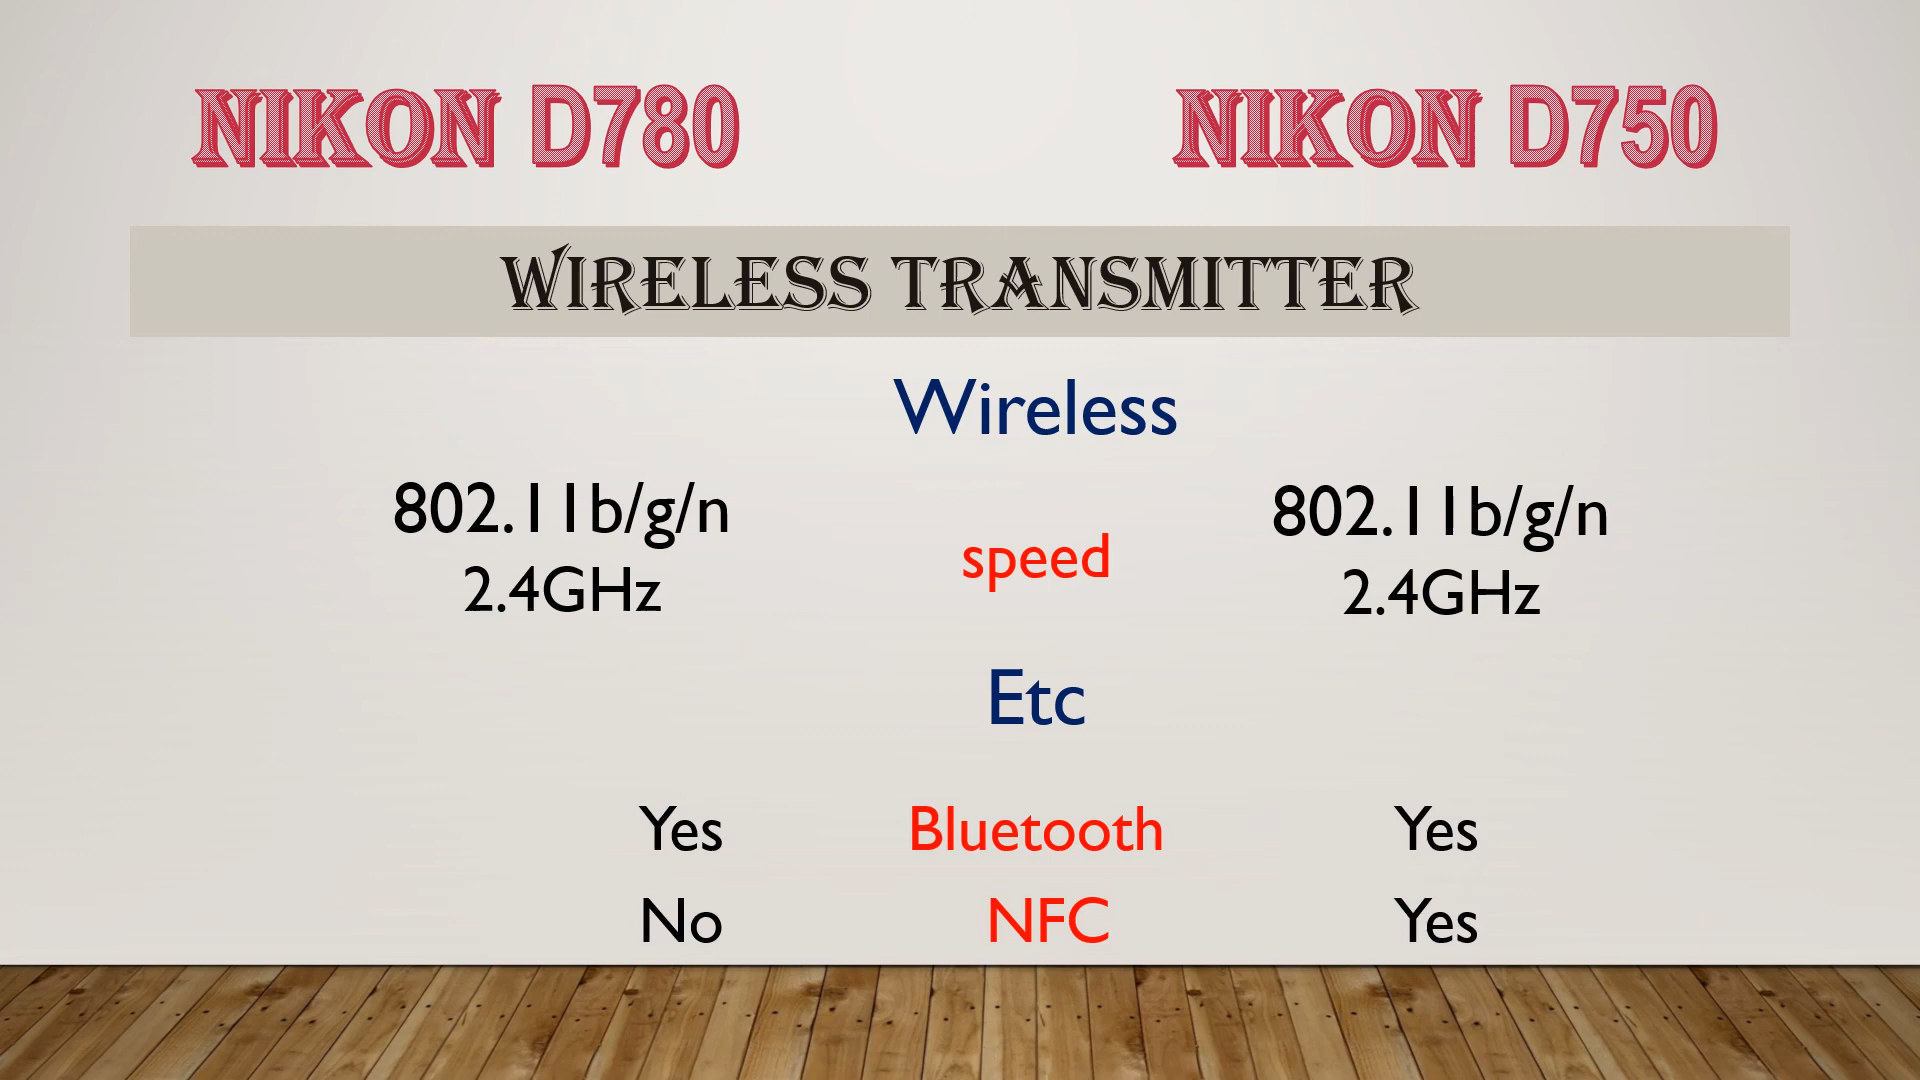 NIKON D780 NIKON D750
WIRELESS TRANSMITTER
Wireless
802.11b/g/n speed 802.11b/g/n
2.4GHz 2.4GHz
Etc
Yes Bluetooth Yes
No NFC Yes